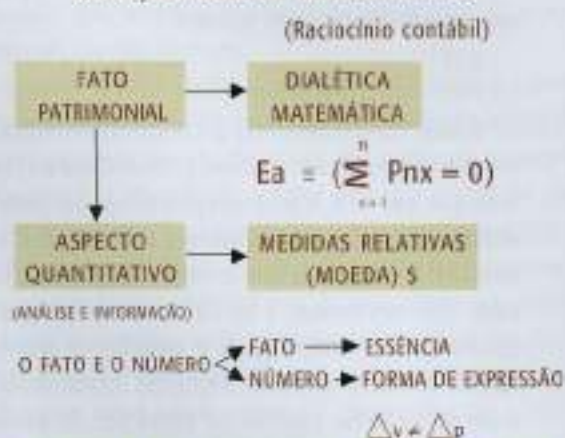 (Raciocínio contábil)
FATO
PATRIMONIAL
DIALÉTICA
MATEMÁTICA
n
Ea = (Σ Pnx = 0)
ASPECTO
QUANTITATIVO
MEDIDAS RELATIVAS
(MOEDA) $
(ANÁLISE E INFORMAÇÃO)
O FATO E O NÚMERO
FATO ESSÊNCIA
NÚMERO FORMA DE EXPRESSÃO
△v ≠ △p